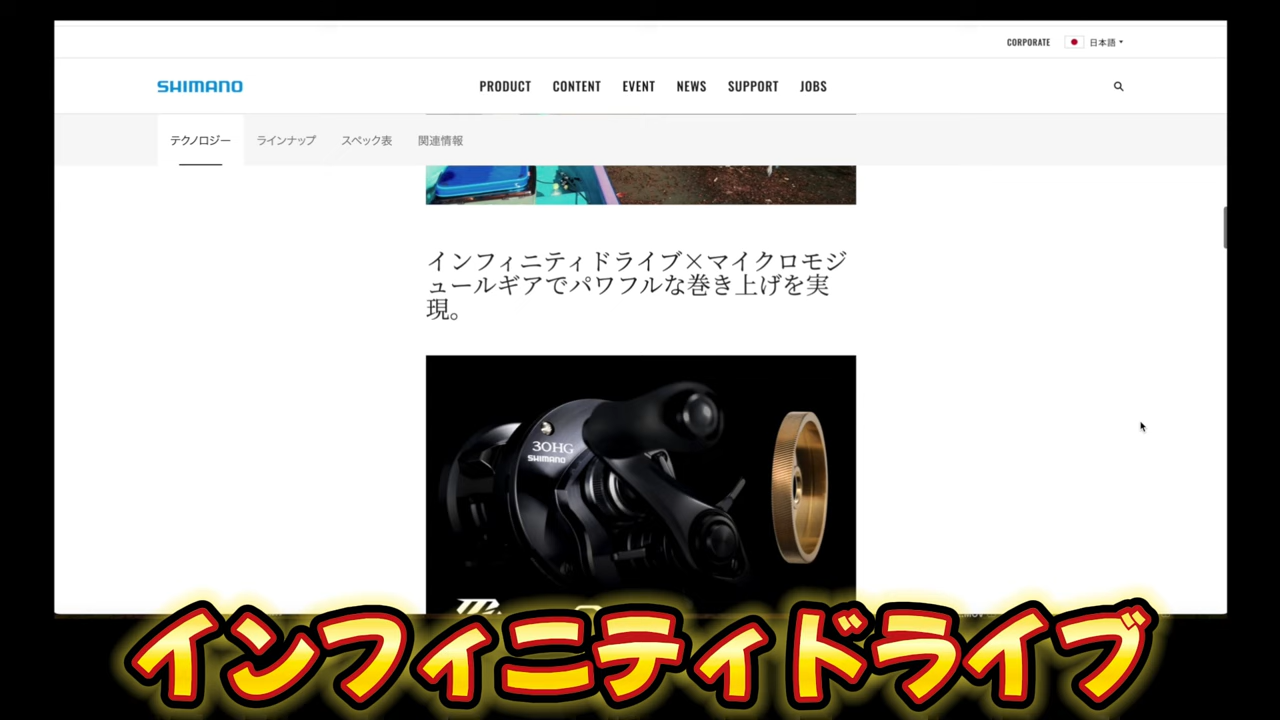 CORPORATE 日本語
SHIMANO PRODUCT CONTENT EVENT NEWS SUPPORT JOBS
テクノロジー ラインナップ スペック表 関連情報
インフィニティドライブ×マイクロモジ
ュールギアでパワフルな巻き上げを実
現。
30HG
SHIMANO
インフィニティドライブ